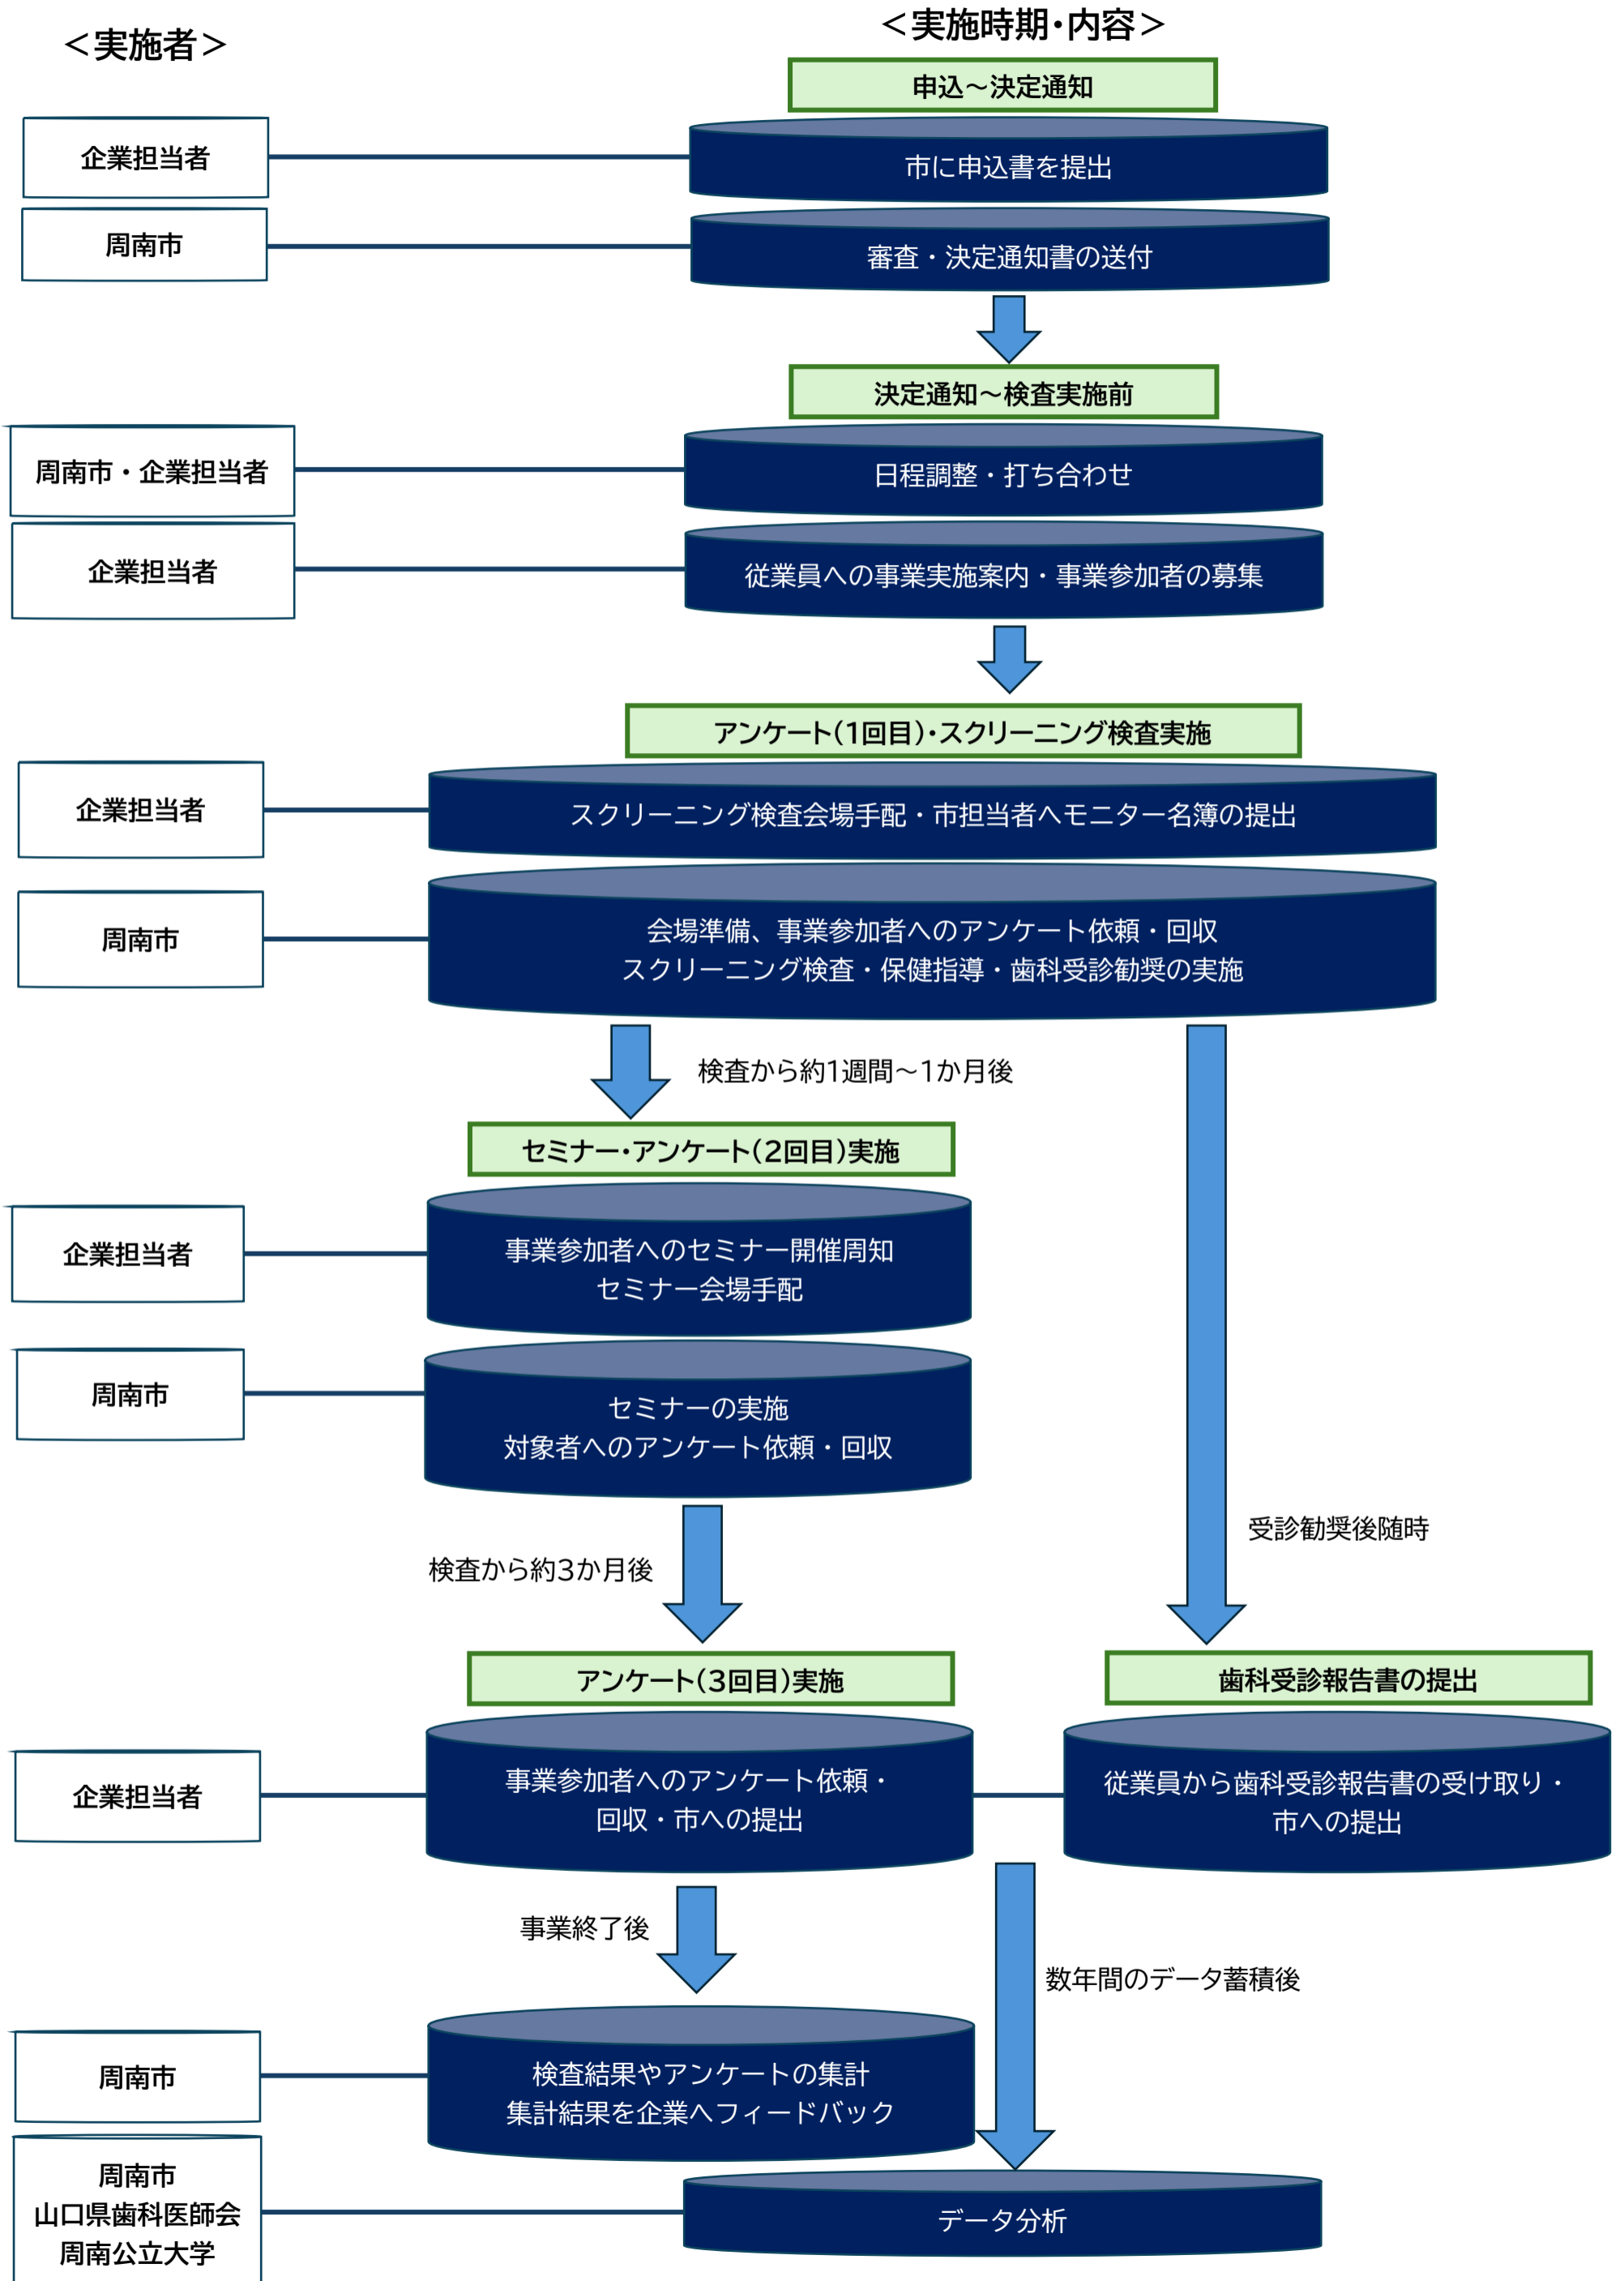 ＜実施者＞
＜実施時期・内容＞
申込～決定通知
企業担当者
市に申込書を提出
周南市
審査・決定通知書の送付
決定通知～検査実施前
周南市・企業担当者
日程調整・打ち合わせ
企業担当者
従業員への事業実施案内・事業参加者の募集
アンケート（1回目）・スクリーニング検査実施
企業担当者
スクリーニング検査会場手配・市担当者へモニター名簿の提出
周南市
会場準備、事業参加者へのアンケート依頼・回収
スクリーニング検査・保健指導・歯科受診勧奨の実施
検査から約1週間～1か月後
セミナー・アンケート（2回目）実施
企業担当者
事業参加者へのセミナー開催周知
セミナー会場手配
周南市
セミナーの実施
対象者へのアンケート依頼・回収
受診勧奨後随時
検査から約3か月後
アンケート（3回目）実施
歯科受診報告書の提出
企業担当者
事業参加者へのアンケート依頼・
回収・市への提出
従業員から歯科受診報告書の受け取り・
市への提出
事業終了後
数年間のデータ蓄積後
周南市
検査結果やアンケートの集計
集計結果を企業へフィードバック
周南市
山口県歯科医師会
周南公立大学
データ分析